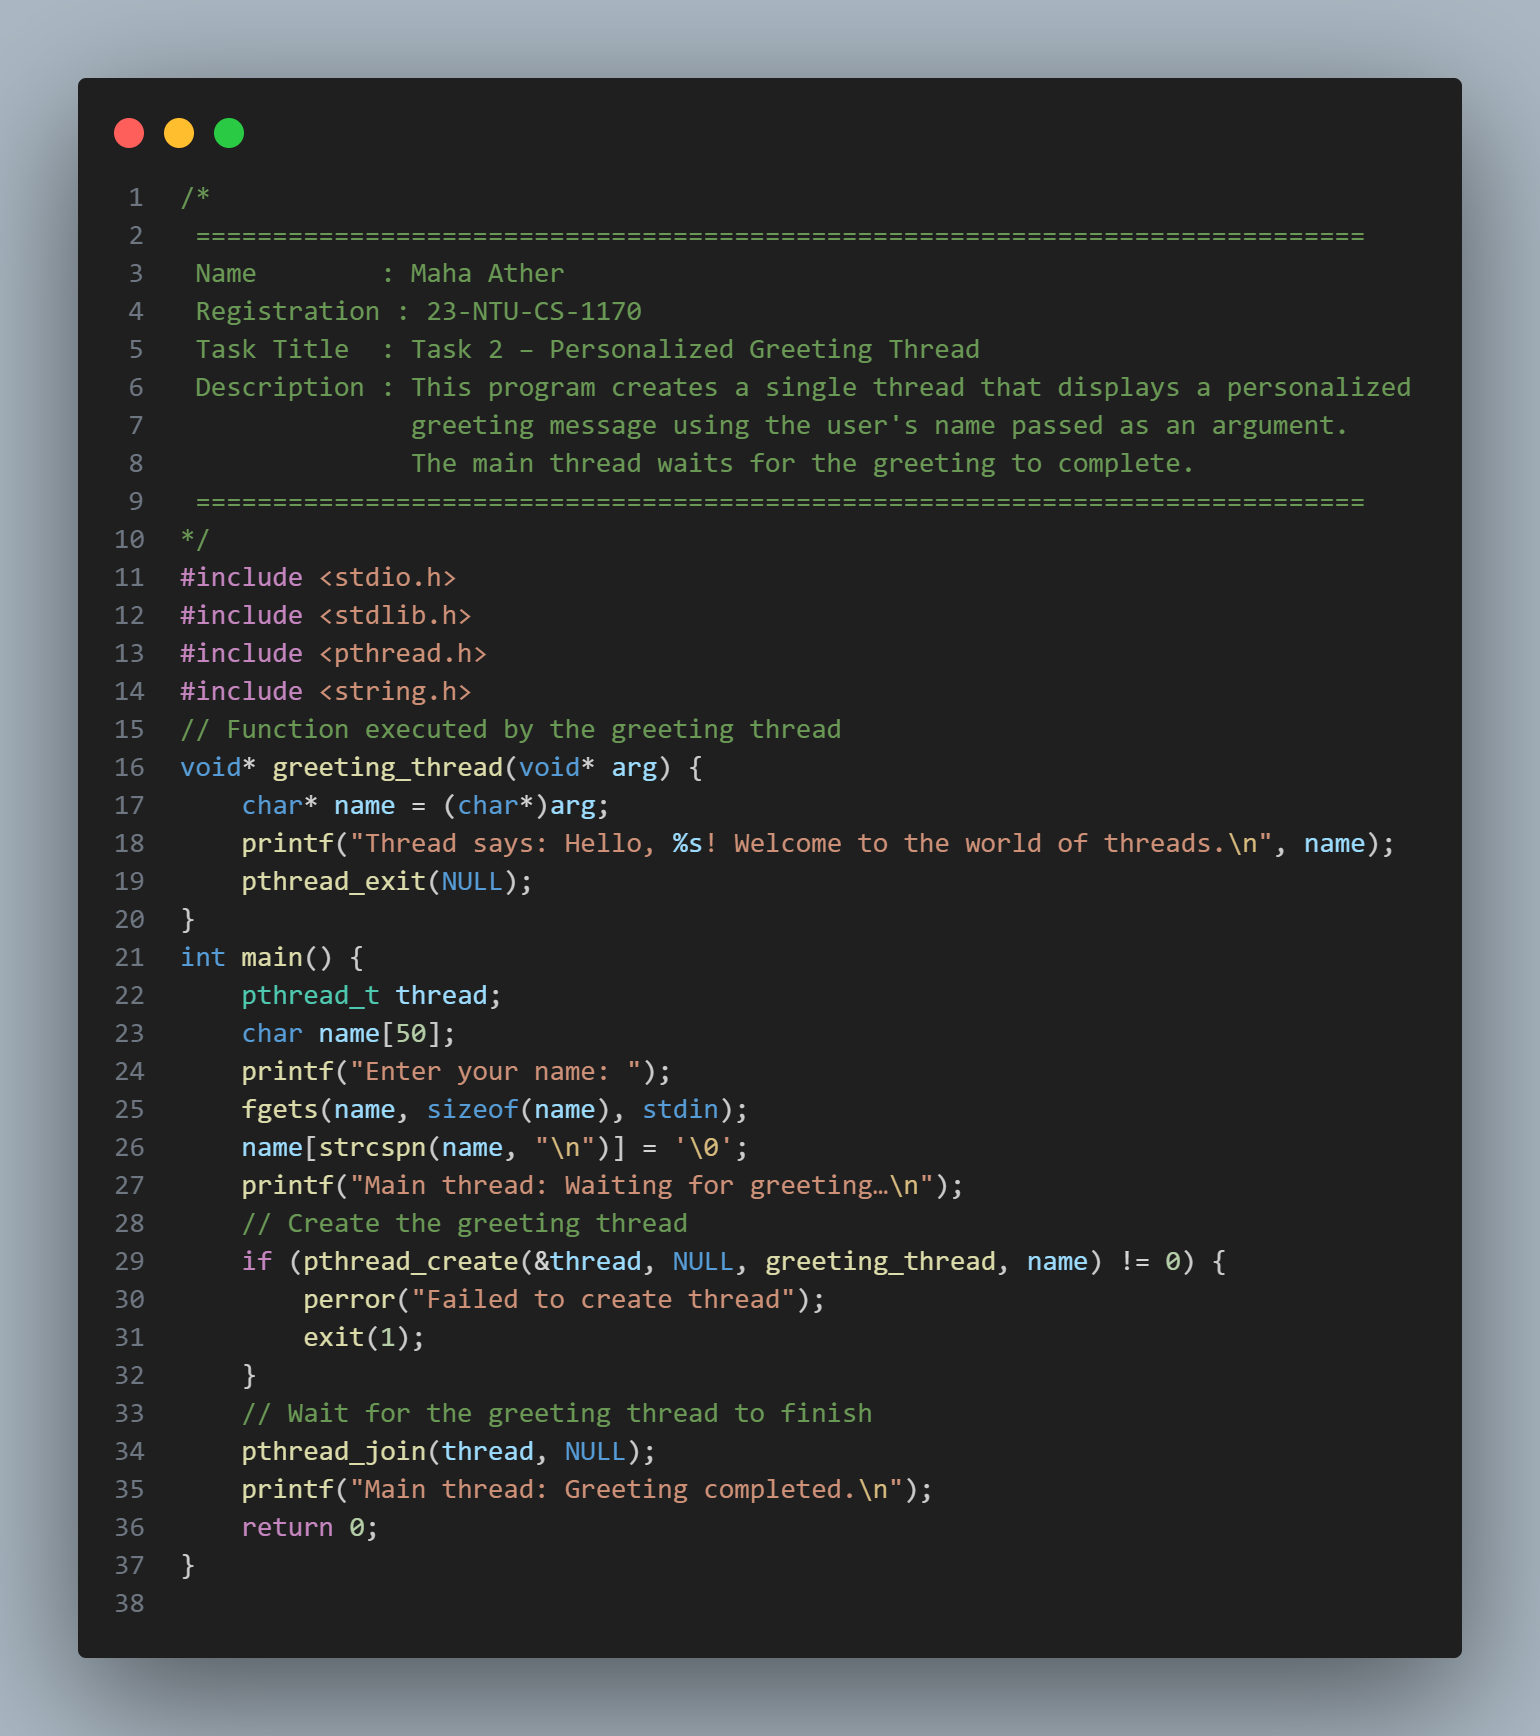 1 /*
2  ============================================================================
3  Name        : Maha Ather
4  Registration : 23-NTU-CS-1170
5  Task Title  : Task 2 – Personalized Greeting Thread
6  Description : This program creates a single thread that displays a personalized
7                greeting message using the user's name passed as an argument.
8                The main thread waits for the greeting to complete.
9  ============================================================================
10 */
11 #include <stdio.h>
12 #include <stdlib.h>
13 #include <pthread.h>
14 #include <string.h>
15 // Function executed by the greeting thread
16 void* greeting_thread(void* arg) {
17     char* name = (char*)arg;
18     printf("Thread says: Hello, %s! Welcome to the world of threads.\n", name);
19     pthread_exit(NULL);
20 }
21 int main() {
22     pthread_t thread;
23     char name[50];
24     printf("Enter your name: ");
25     fgets(name, sizeof(name), stdin);
26     name[strcspn(name, "\n")] = '\0';
27     printf("Main thread: Waiting for greeting…\n");
28     // Create the greeting thread
29     if (pthread_create(&thread, NULL, greeting_thread, name) != 0) {
30         perror("Failed to create thread");
31         exit(1);
32     }
33     // Wait for the greeting thread to finish
34     pthread_join(thread, NULL);
35     printf("Main thread: Greeting completed.\n");
36     return 0;
37 }
38